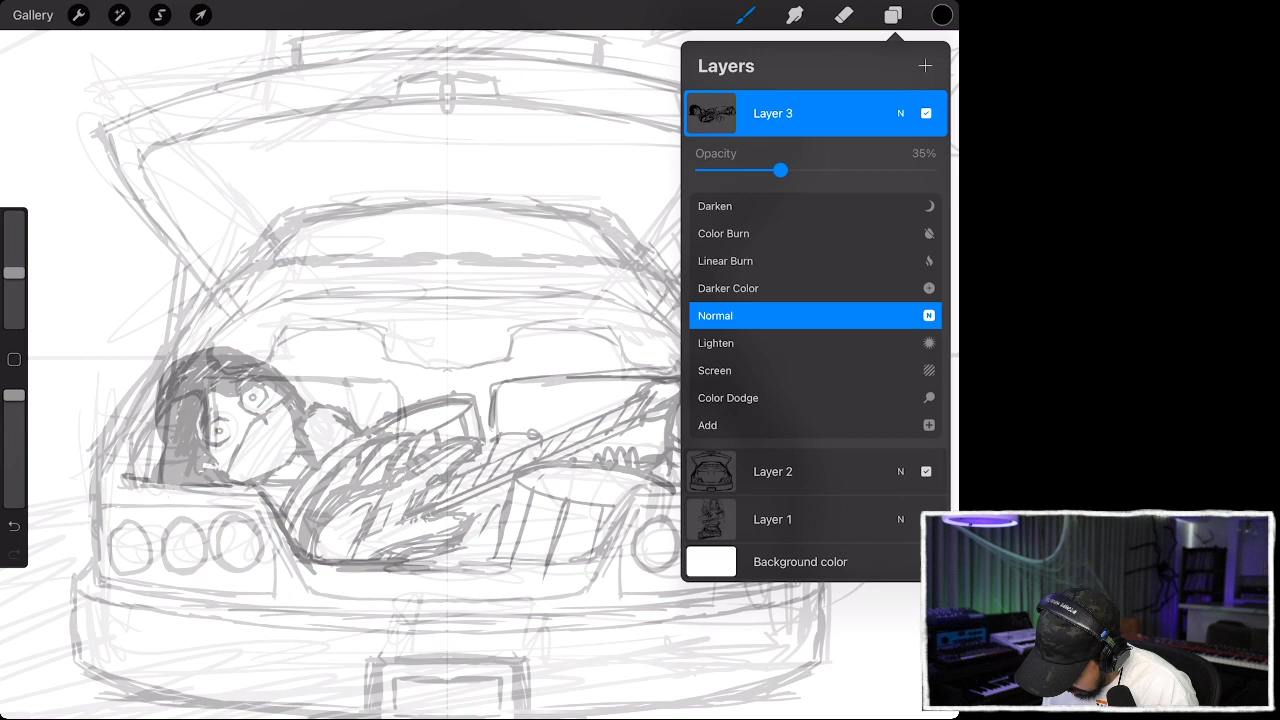 Gallery
Layers
Layer 3 N
Opacity 35%
Darken
Color Burn
Linear Burn
Darker Color
Normal N
Lighten
Screen
Color Dodge
Add
Layer 2 N
Layer 1 N
Background color